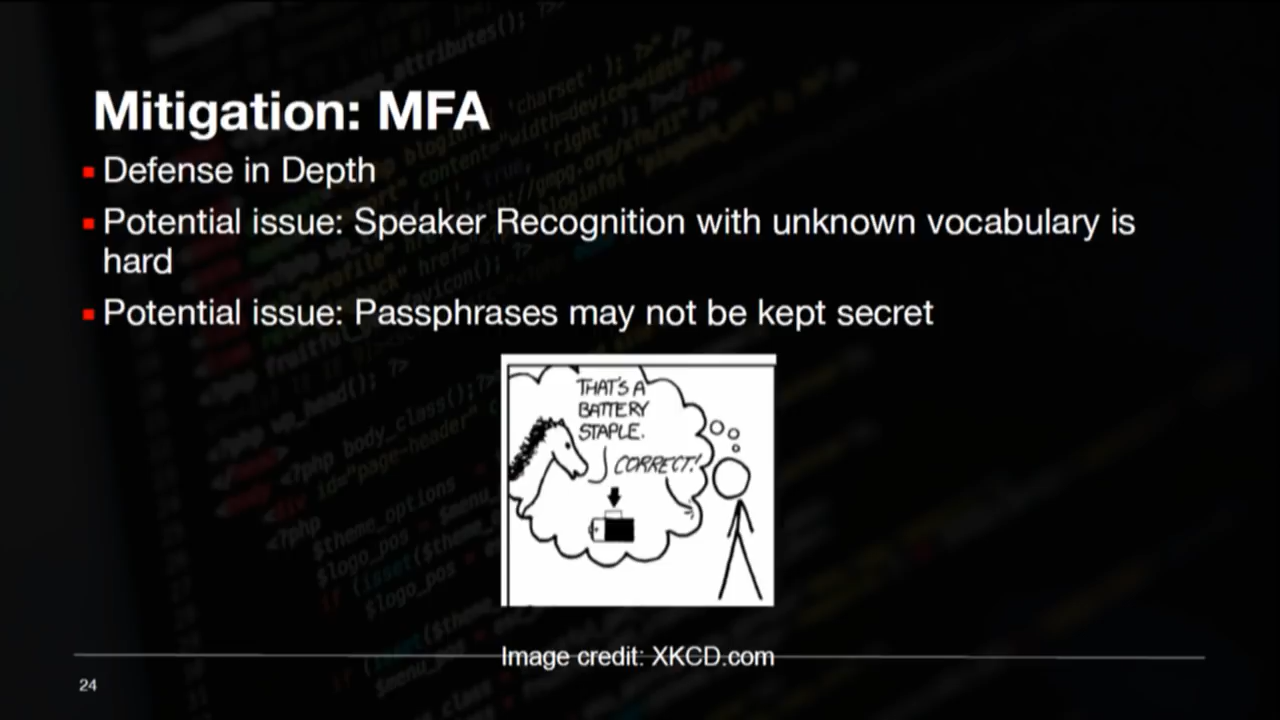 Mitigation: MFA
Defense in Depth
Potential issue: Speaker Recognition with unknown vocabulary is
hard
Potential issue: Passphrases may not be kept secret
THAT'S A
BATTERY
STAPLE.
CORRECT!
Image credit: XKCD.com
24